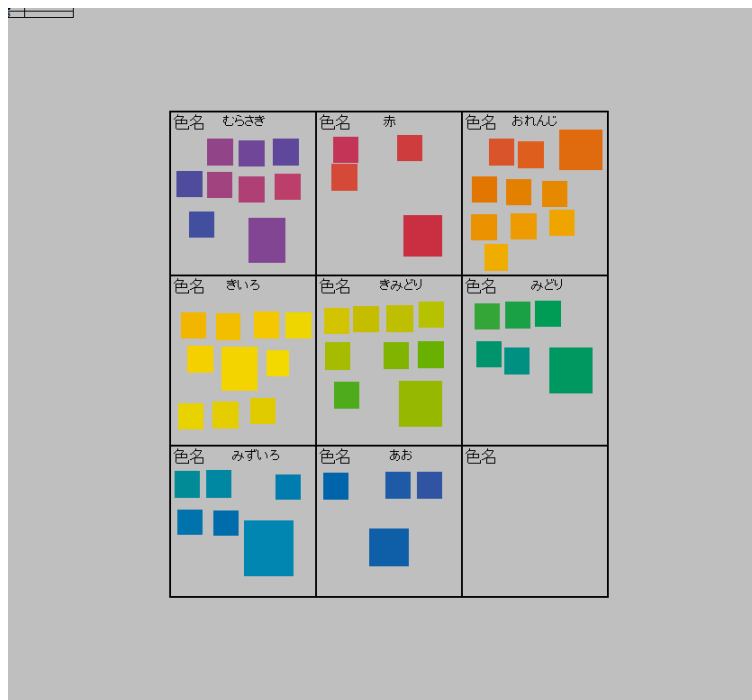 色名 むらさき
色名 赤
色名 おれんじ
色名 きいろ
色名 きみどり
色名 みどり
色名 みずいろ
色名 あお
色名